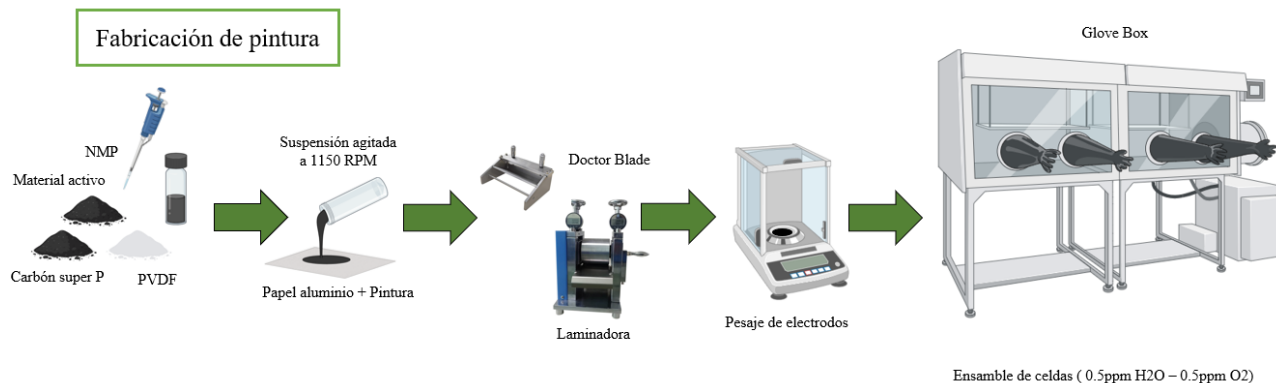 Fabricación de pintura
NMP
Material activo
Carbón super P
PVDF
Suspensión agitada
a 1150 RPM
Papel aluminio + Pintura
Doctor Blade
Laminadora
Pesaje de electrodos
Glove Box
Ensamble de celdas ( 0.5ppm H2O – 0.5ppm O2)